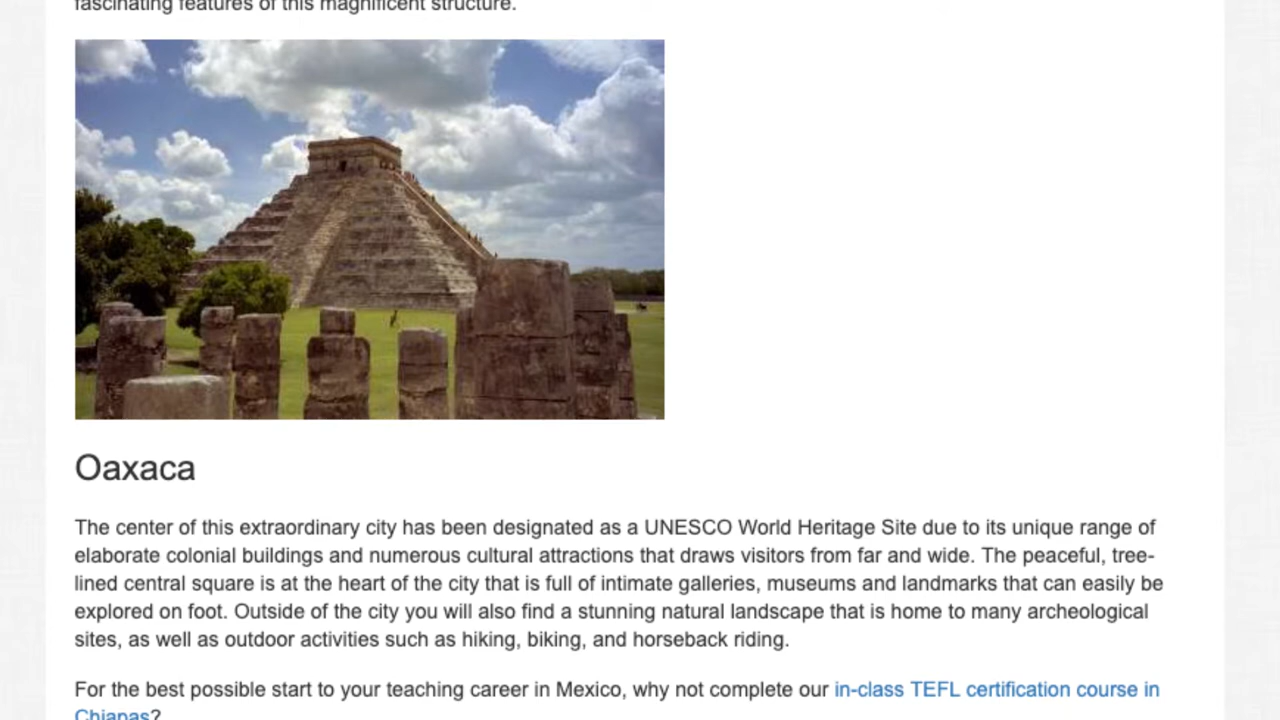 fascinating features of this magnificent structure.
Oaxaca
The center of this extraordinary city has been designated as a UNESCO World Heritage Site due to its unique range of
elaborate colonial buildings and numerous cultural attractions that draws visitors from far and wide. The peaceful, tree-
lined central square is at the heart of the city that is full of intimate galleries, museums and landmarks that can easily be
explored on foot. Outside of the city you will also find a stunning natural landscape that is home to many archeological
sites, as well as outdoor activities such as hiking, biking, and horseback riding.
For the best possible start to your teaching career in Mexico, why not complete our in-class TEFL certification course in
Chiapas?